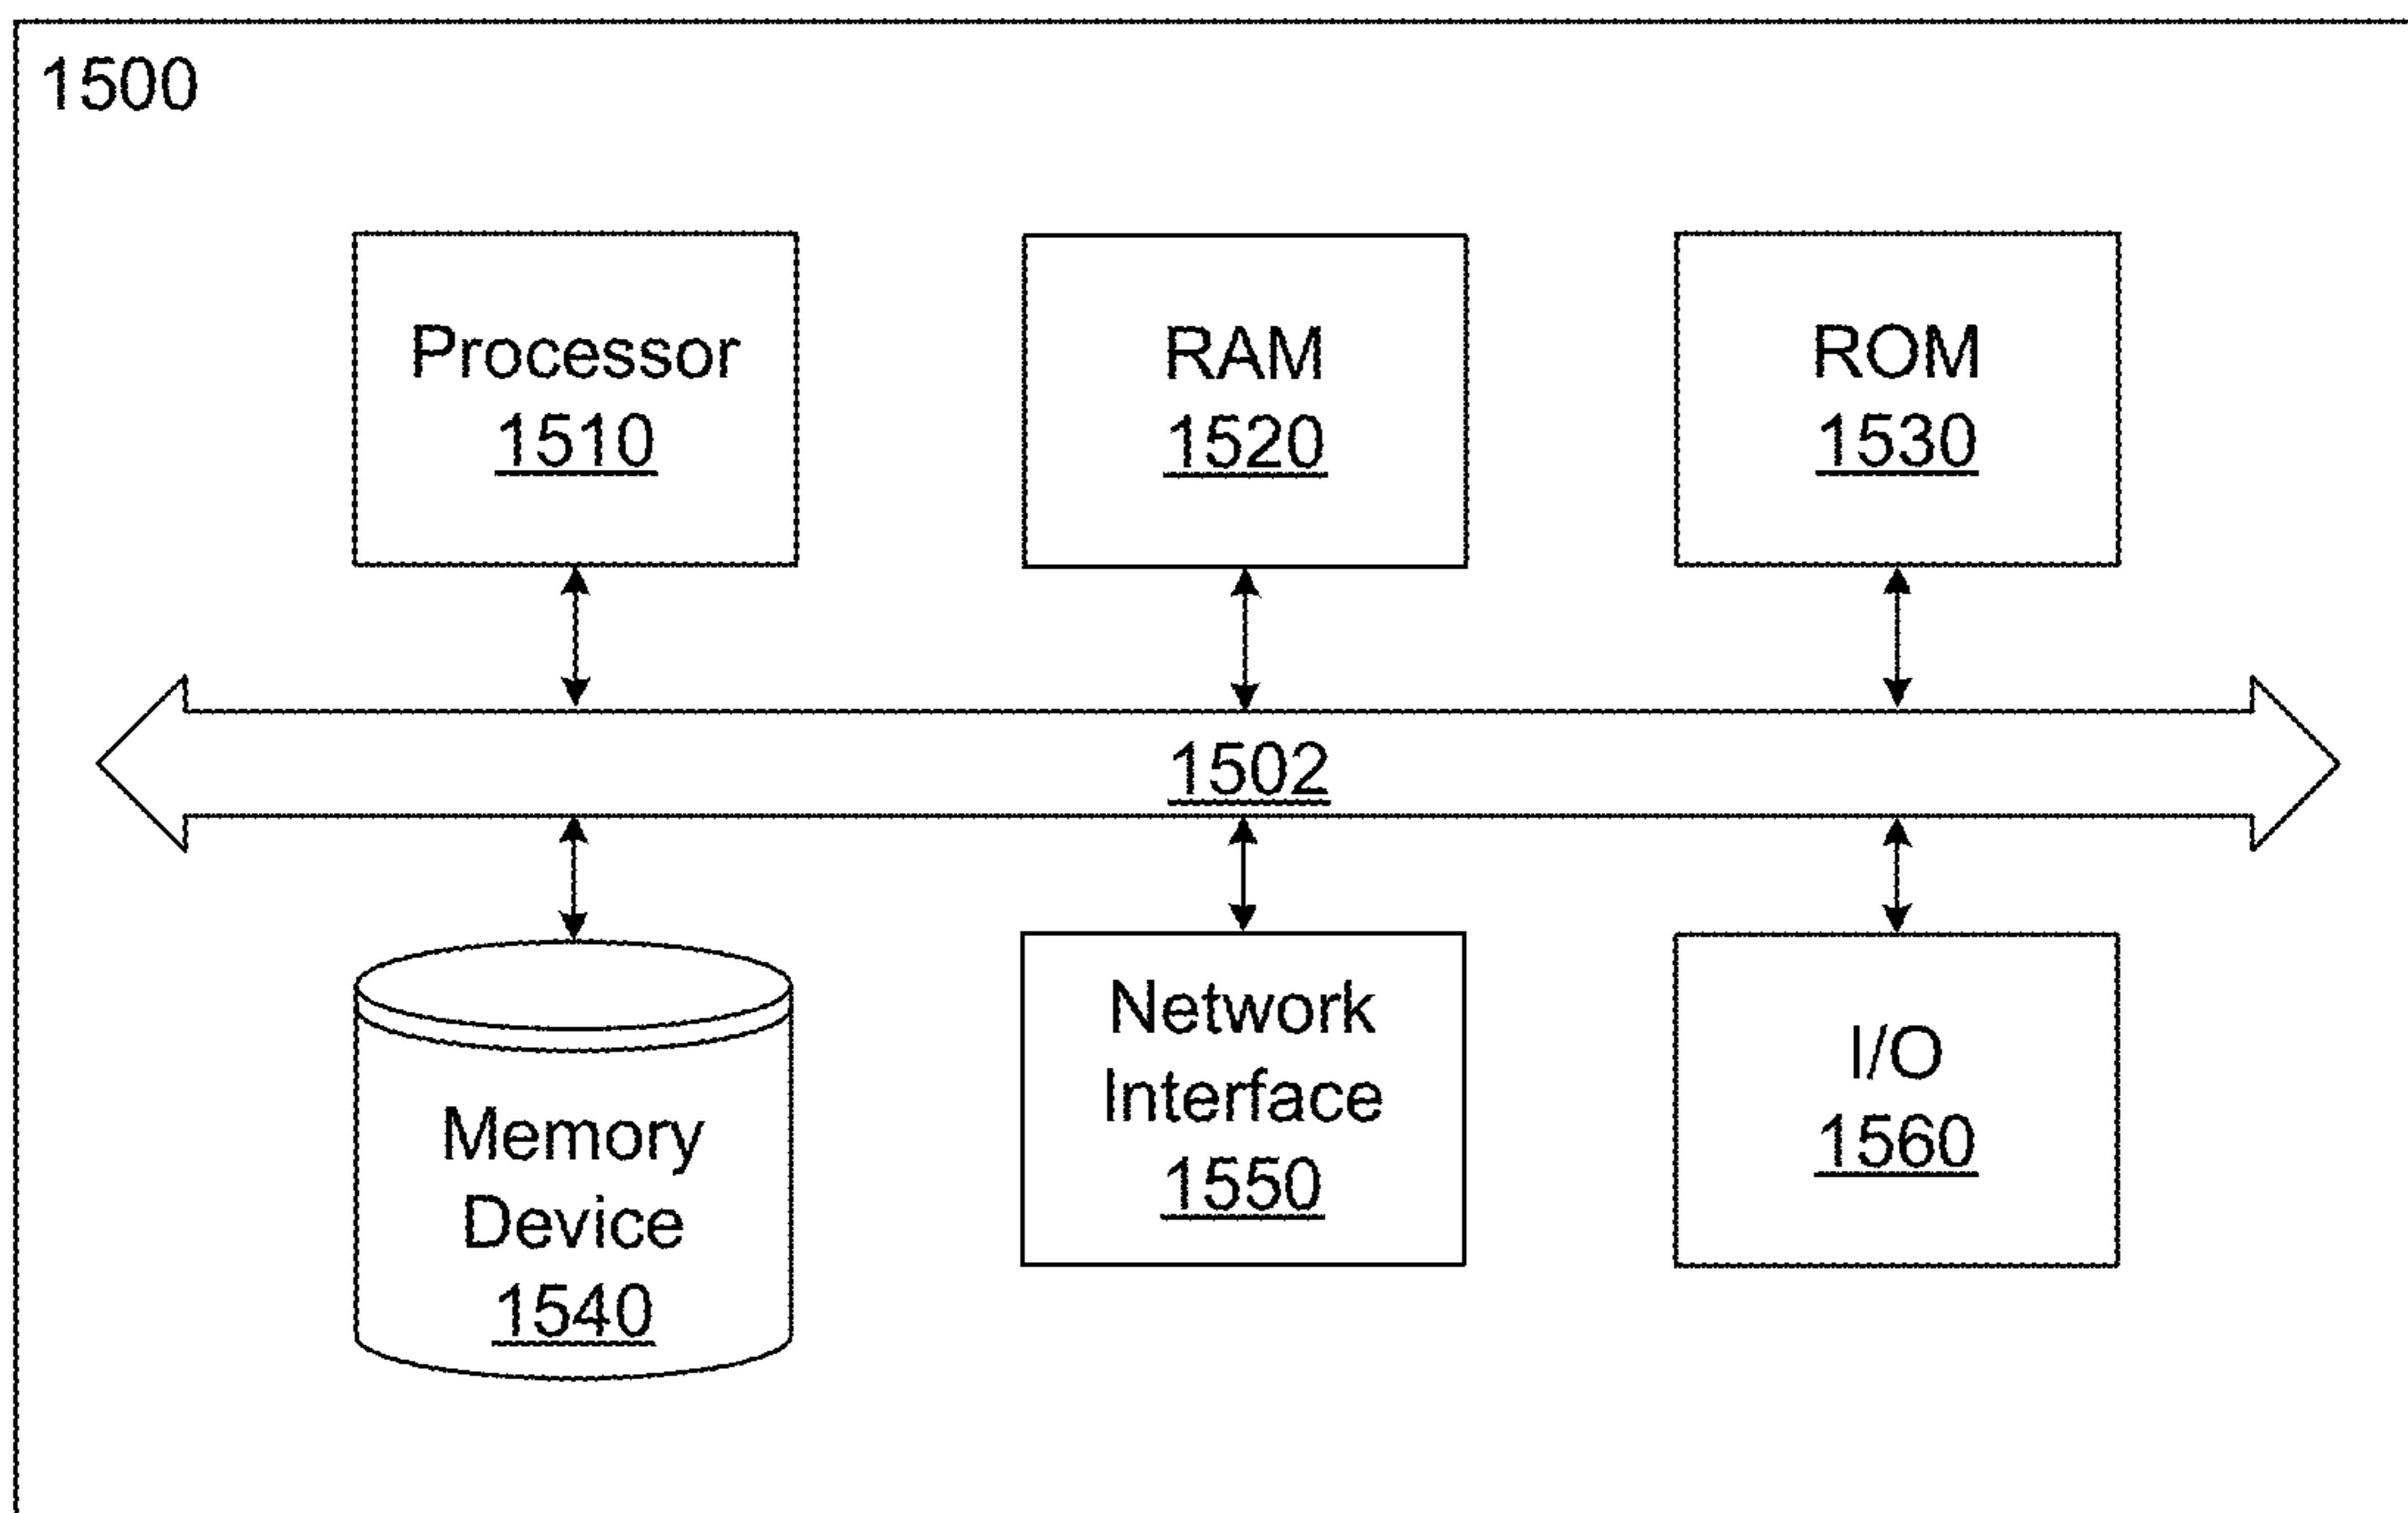 1500
Processor
1510
RAM
1520
ROM
1530
1502
Memory
Device
1540
Network
Interface
1550
I/O
1560